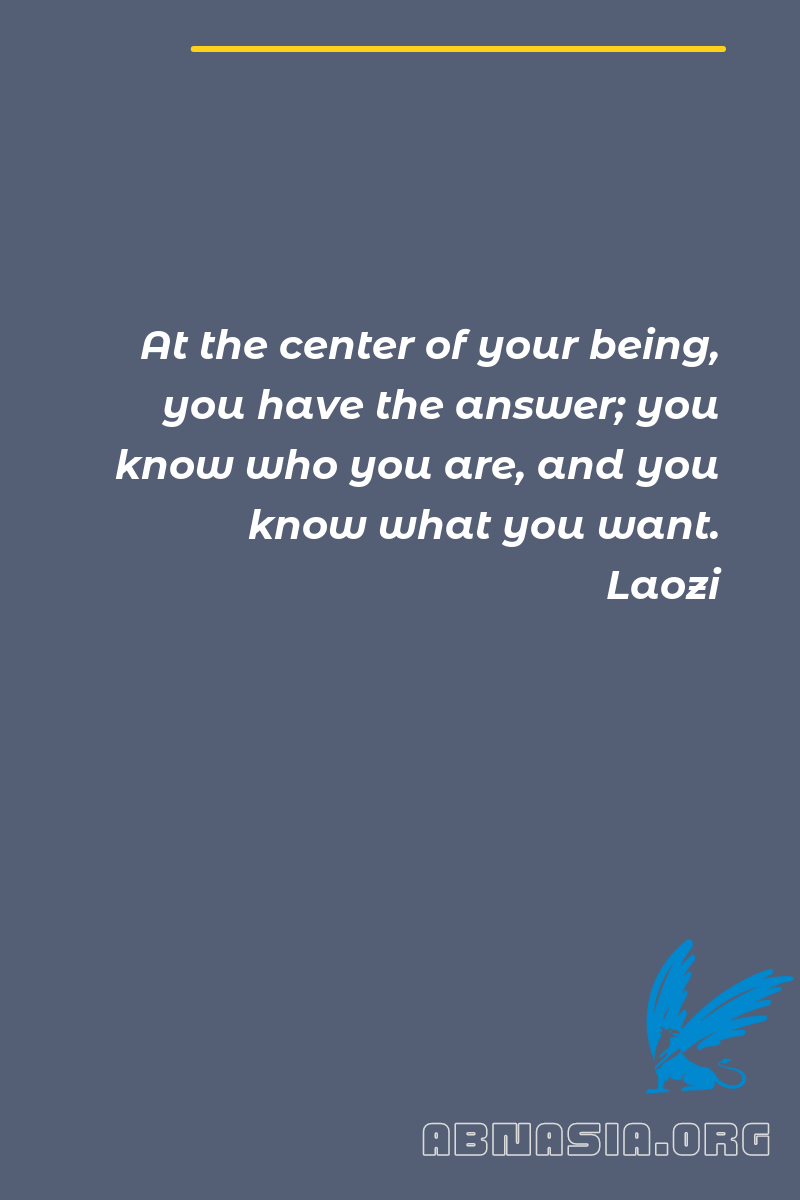 At the center of your being,
you have the answer; you
know who you are, and you
know what you want.
Laozi
ABNASIA.ORG